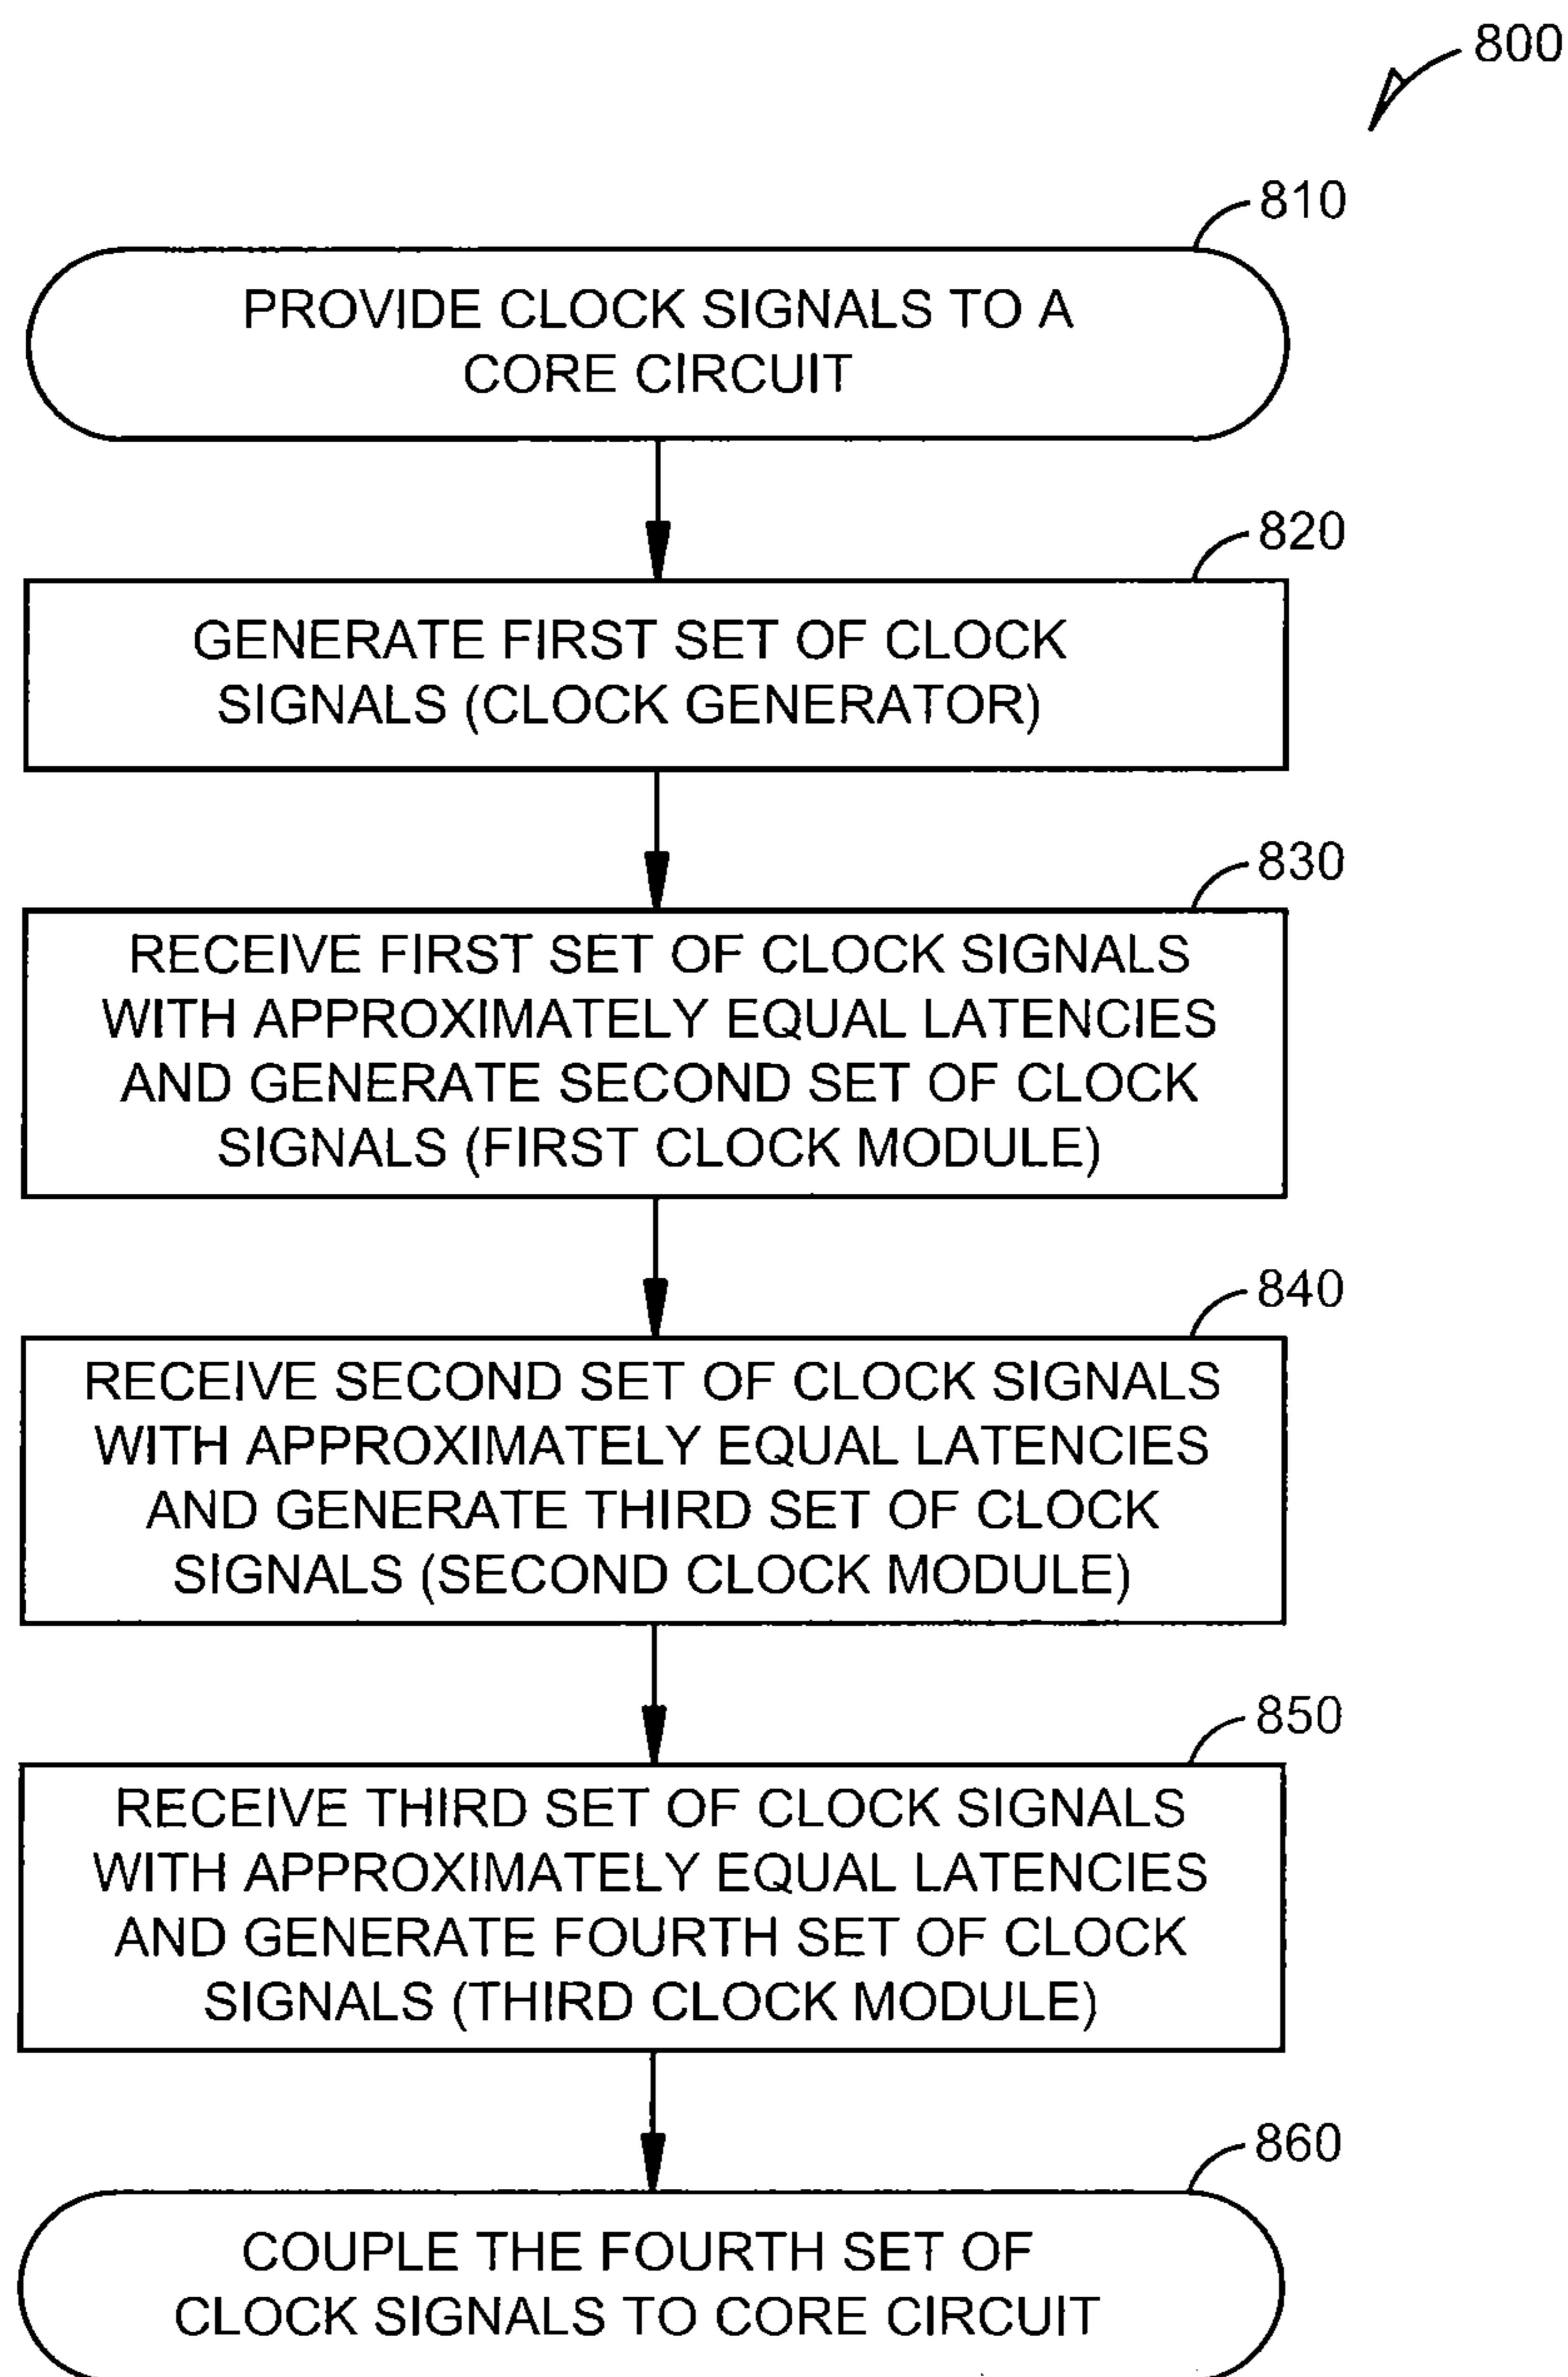 800
810
PROVIDE CLOCK SIGNALS TO A
CORE CIRCUIT
820
GENERATE FIRST SET OF CLOCK
SIGNALS (CLOCK GENERATOR)
830
RECEIVE FIRST SET OF CLOCK SIGNALS
WITH APPROXIMATELY EQUAL LATENCIES
AND GENERATE SECOND SET OF CLOCK
SIGNALS (FIRST CLOCK MODULE)
840
RECEIVE SECOND SET OF CLOCK SIGNALS
WITH APPROXIMATELY EQUAL LATENCIES
AND GENERATE THIRD SET OF CLOCK
SIGNALS (SECOND CLOCK MODULE)
850
RECEIVE THIRD SET OF CLOCK SIGNALS
WITH APPROXIMATELY EQUAL LATENCIES
AND GENERATE FOURTH SET OF CLOCK
SIGNALS (THIRD CLOCK MODULE)
860
COUPLE THE FOURTH SET OF
CLOCK SIGNALS TO CORE CIRCUIT